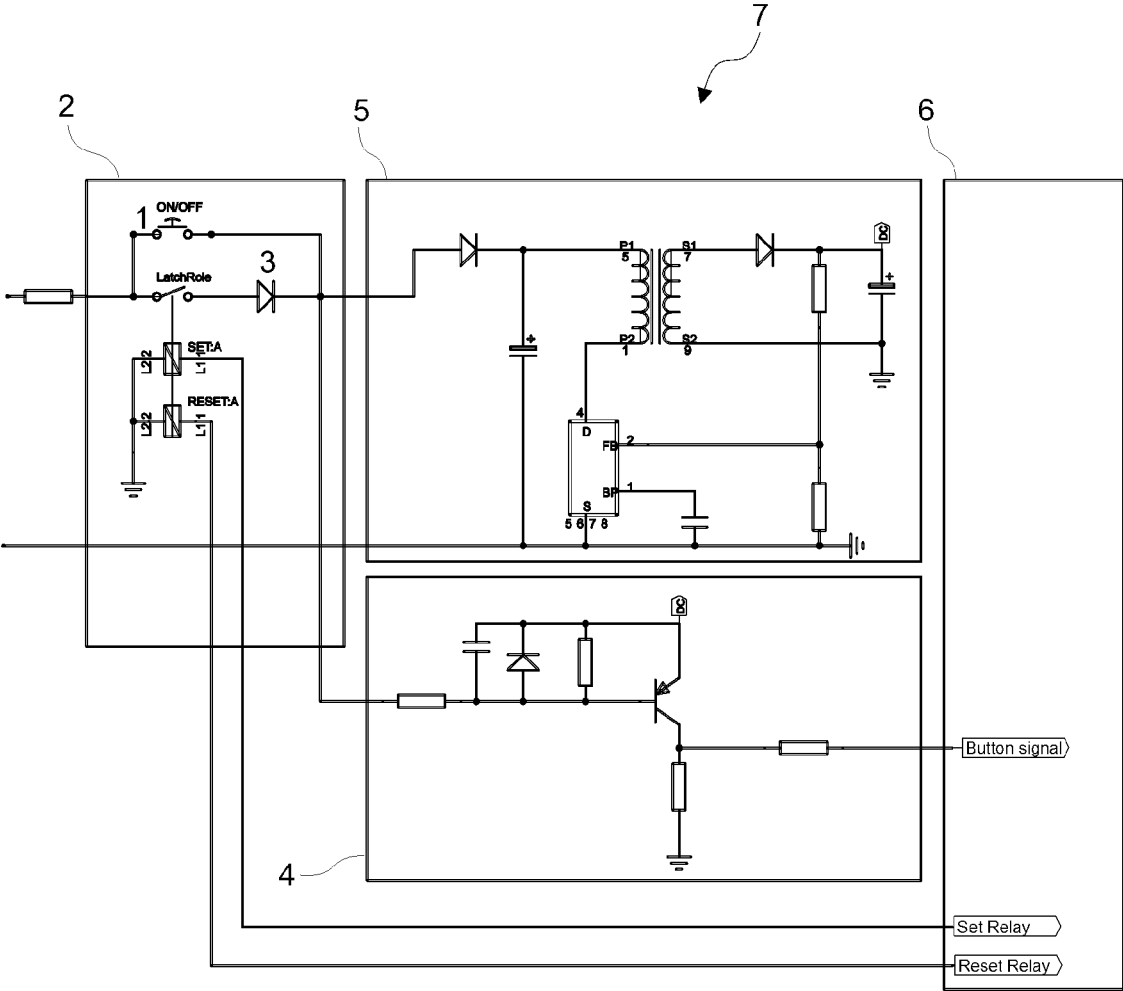 7
2
5
6
1
ON/OFF
3
LatchRole
SET:A
L2 2
L1 1
RESET:A
L2 2
L1 1
P1
5
S1
7
DC
P2
1
S2
9
4
D
FB
2
BP
1
S
5 6 7 8
DC
Button signal
4
Set Relay
Reset Relay